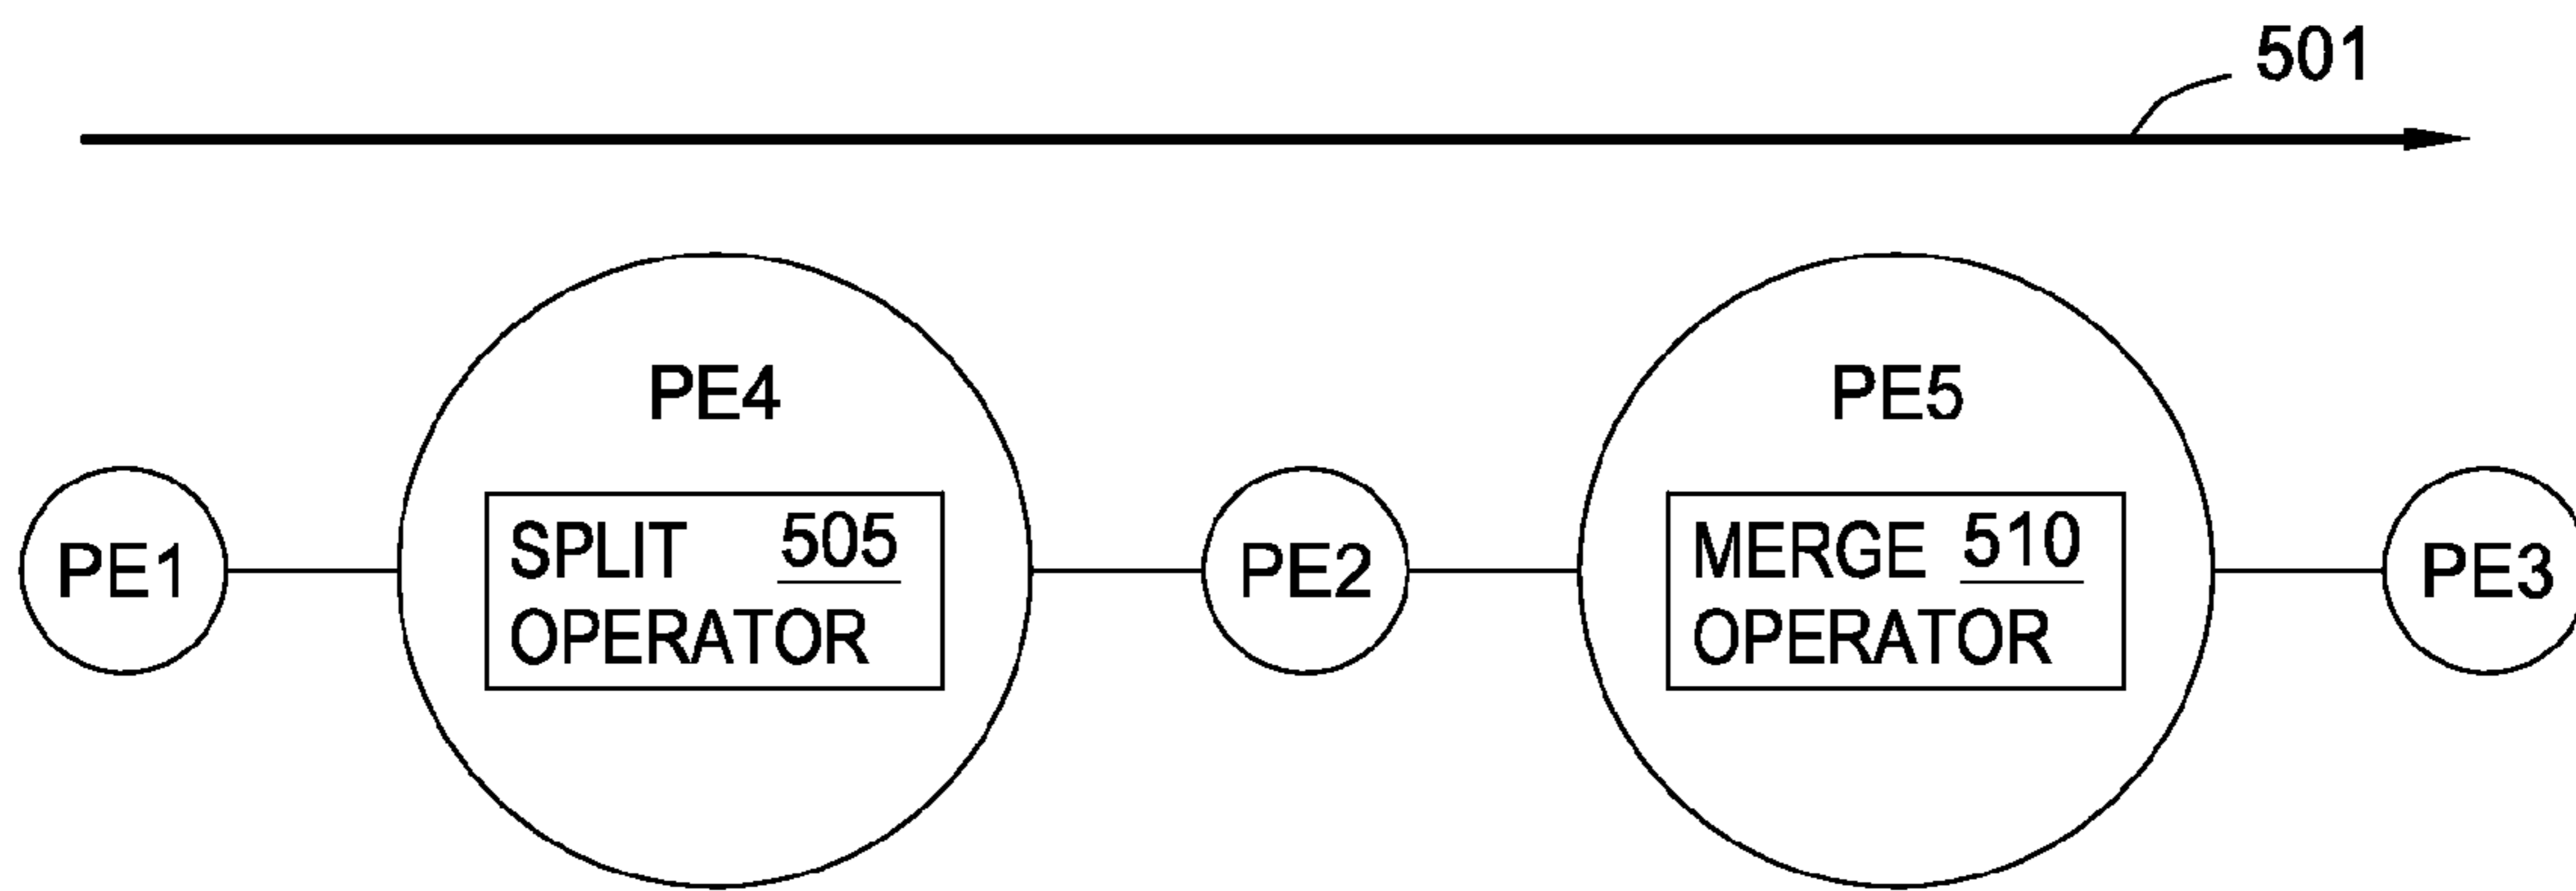 501
PE4
PE5
PE1
SPLIT 505
OPERATOR
PE2
MERGE 510
OPERATOR
PE3